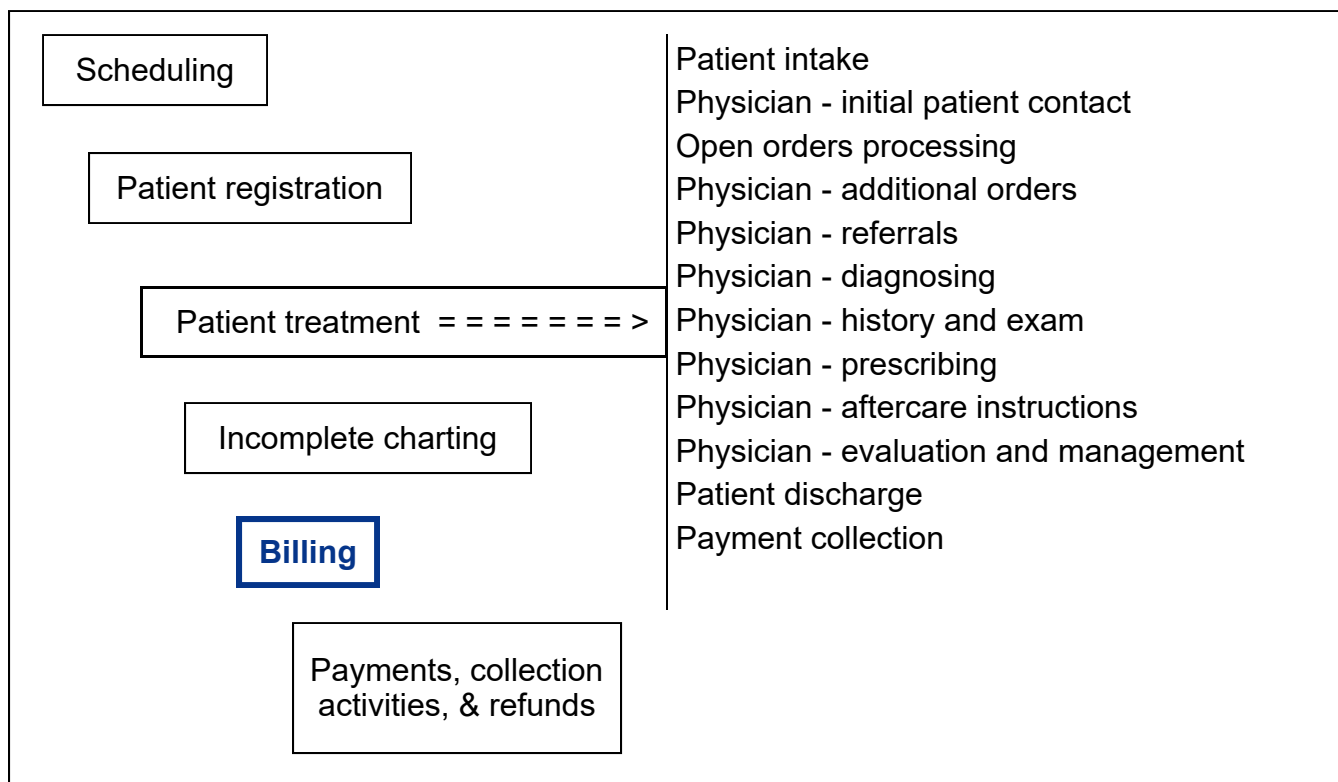 Scheduling
Patient registration
Patient treatment = = = = = = = >
Incomplete charting
Billing
Payments, collection
activities, & refunds
Patient intake
Physician - initial patient contact
Open orders processing
Physician - additional orders
Physician - referrals
Physician - diagnosing
Physician - history and exam
Physician - prescribing
Physician - aftercare instructions
Physician - evaluation and management
Patient discharge
Payment collection